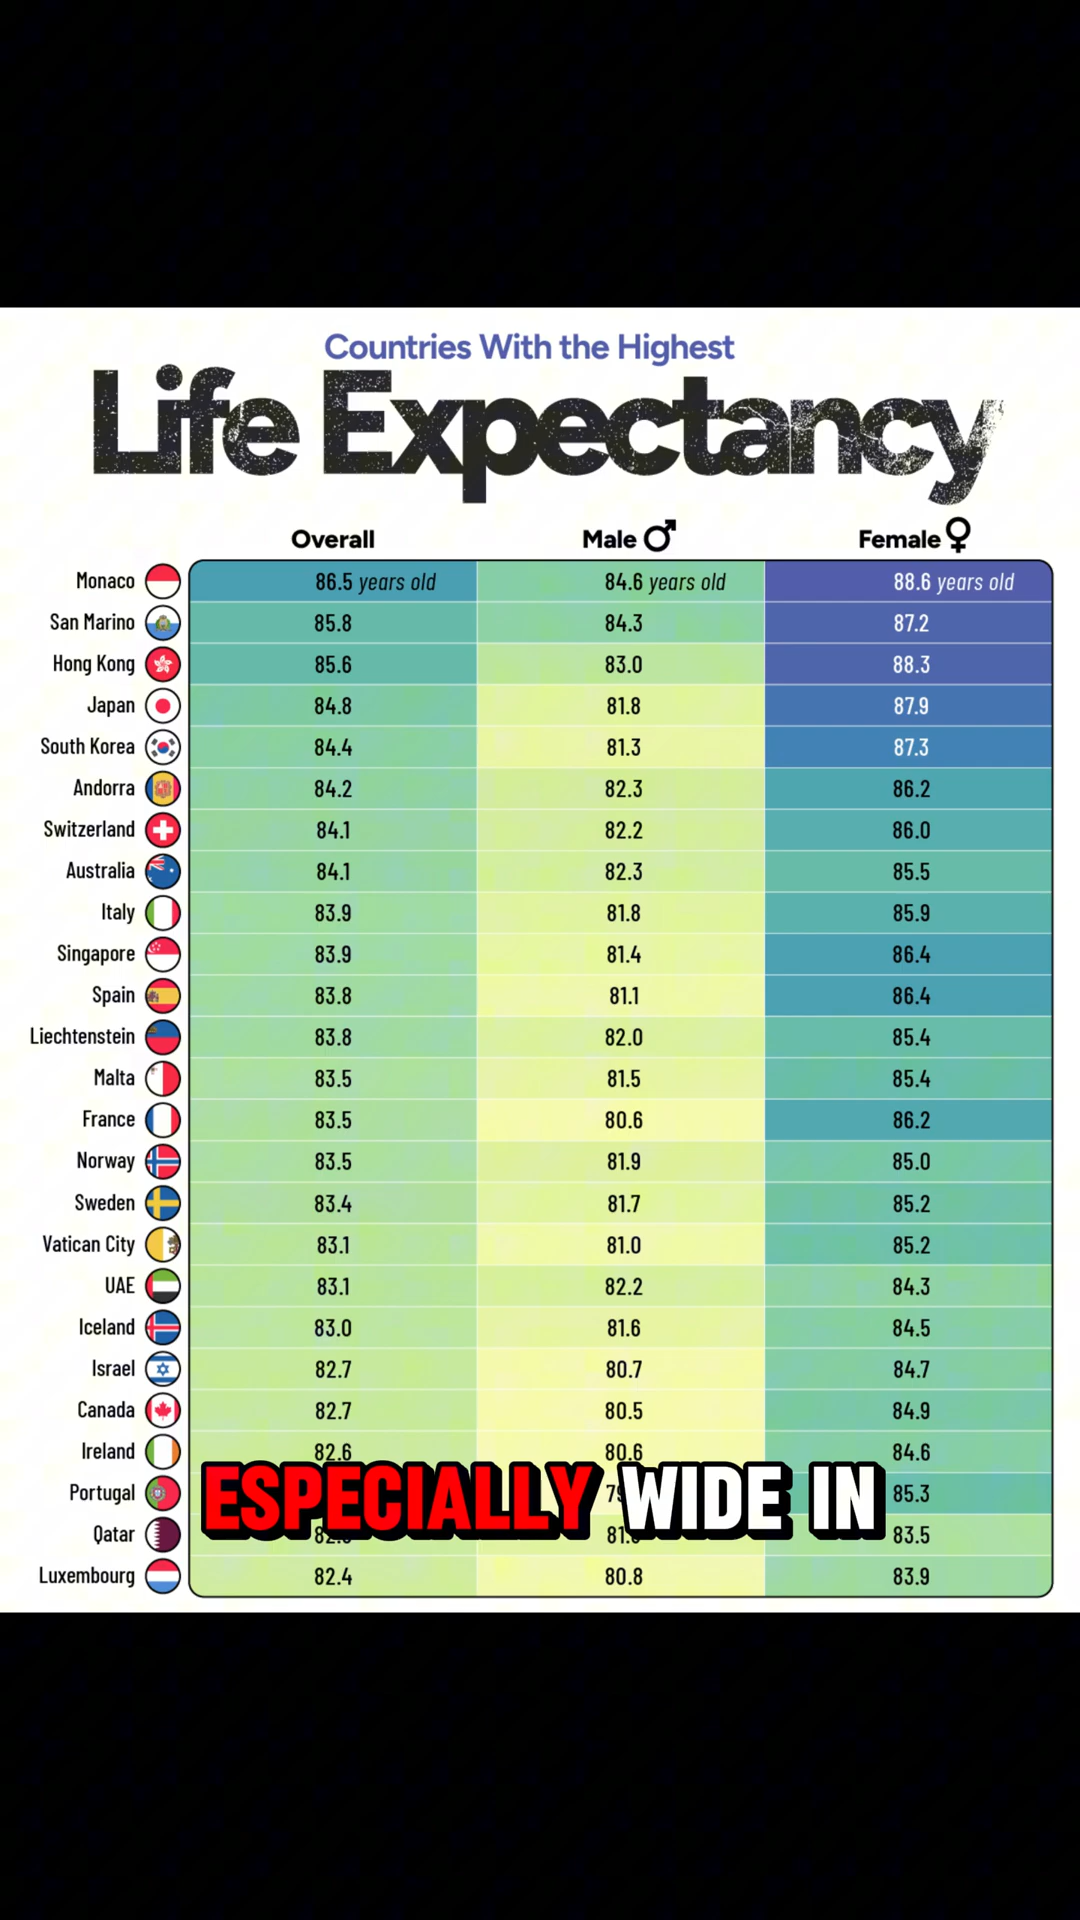 Countries With the Highest
Life Expectancy
Overall Male Female
Monaco 86.5 years old 84.6 years old 88.6 years old
San Marino 85.8 84.3 87.2
Hong Kong 85.6 83.0 88.3
Japan 84.8 81.8 87.9
South Korea 84.4 81.3 87.3
Andorra 84.2 82.3 86.2
Switzerland 84.1 82.2 86.0
Australia 84.1 82.3 85.5
Italy 83.9 81.8 85.9
Singapore 83.9 81.4 86.4
Spain 83.8 81.1 86.4
Liechtenstein 83.8 82.0 85.4
Malta 83.5 81.5 85.4
France 83.5 80.6 86.2
Norway 83.5 81.9 85.0
Sweden 83.4 81.7 85.2
Vatican City 83.1 81.0 85.2
UAE 83.1 82.2 84.3
Iceland 83.0 81.6 84.5
Israel 82.7 80.7 84.7
Canada 82.7 80.5 84.9
Ireland 82.6 80.6 84.6
Portugal 85.3
ESPECIALLY WIDE IN
Qatar 83.5
Luxembourg 82.4 80.8 83.9